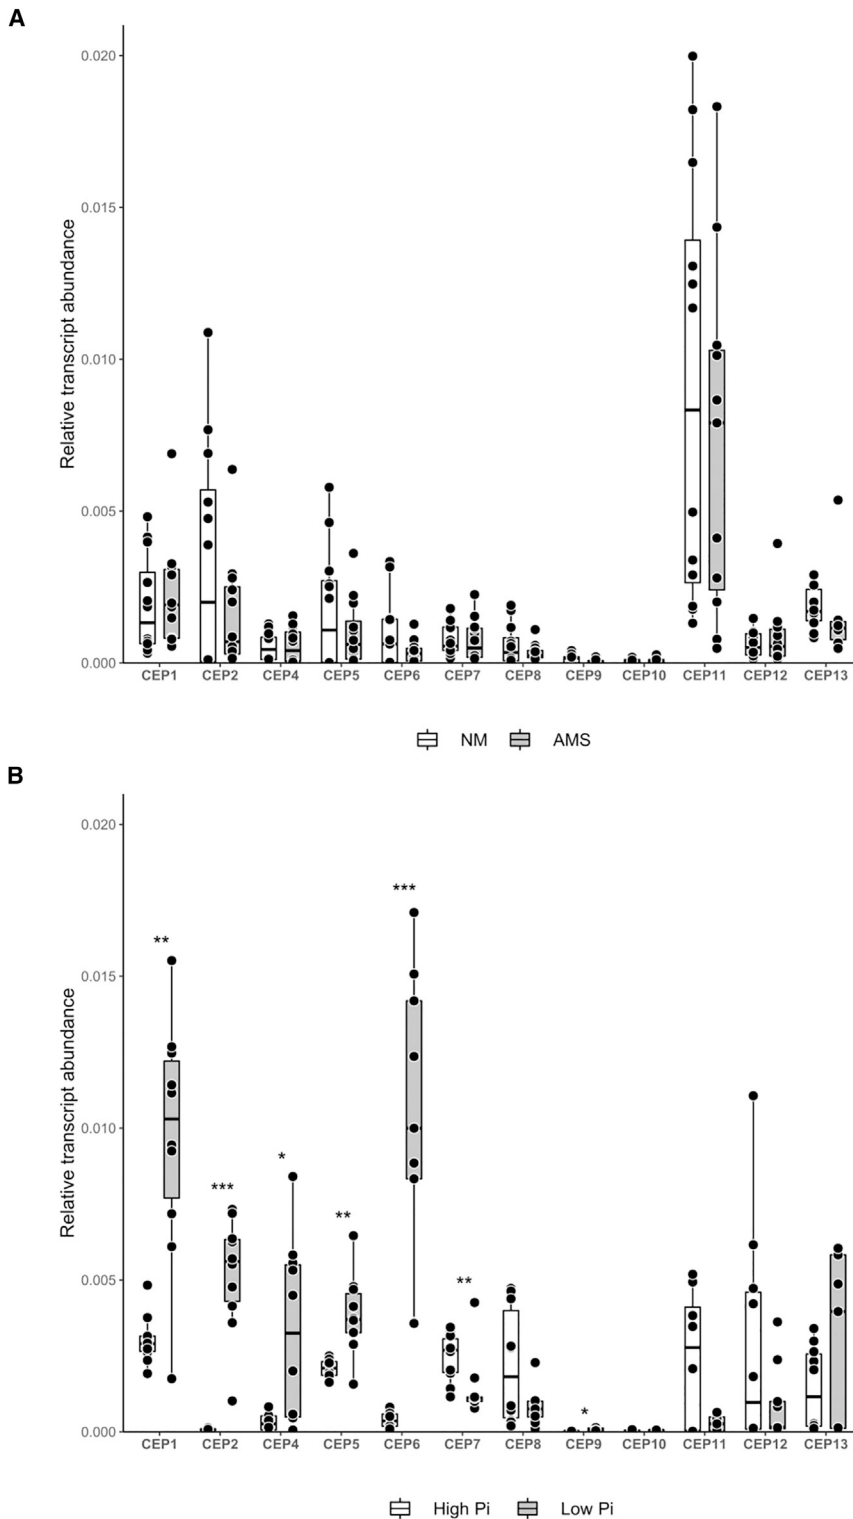 A
Relative transcript abundance
0.020
0.015
0.010
0.005
0.000
CEP1 CEP2 CEP4 CEP5 CEP6 CEP7 CEP8 CEP9 CEP10 CEP11 CEP12 CEP13
NM AMS
B
Relative transcript abundance
0.020
0.015
0.010
0.005
0.000
***
**
*
***
**
**
*
CEP1 CEP2 CEP4 CEP5 CEP6 CEP7 CEP8 CEP9 CEP10 CEP11 CEP12 CEP13
High Pi Low Pi